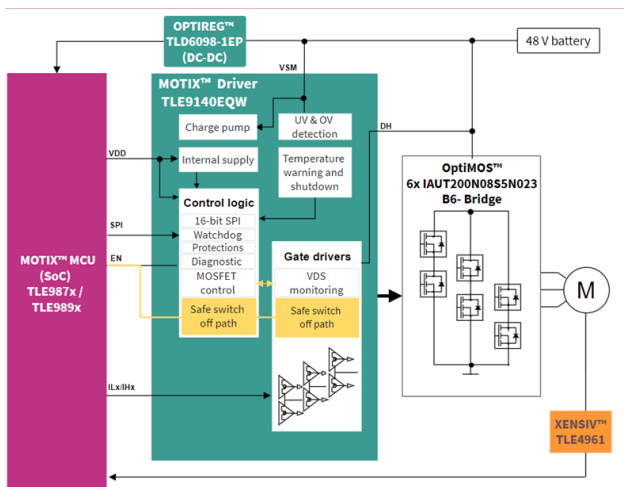 OPTIREG™
TLD6098-1EP
(DC-DC)
48 V battery
VSM
MOTIX™ Driver
TLE9140EQW
Charge pump
UV & OV
detection
DH
VDD
Internal supply
Temperature
warning and
shutdown
OptiMOS™
6x IAUT200N08S5N023
B6- Bridge
Control logic
16-bit SPI
SPI
Watchdog
Protections
EN
Diagnostic
MOSFET
control
Safe switch
off path
Gate drivers
VDS
monitoring
Safe switch
off path
MOTIX™ MCU
(SoC)
TLE987x /
TLE989x
M
ILx/IHx
XENSIV™
TLE4961